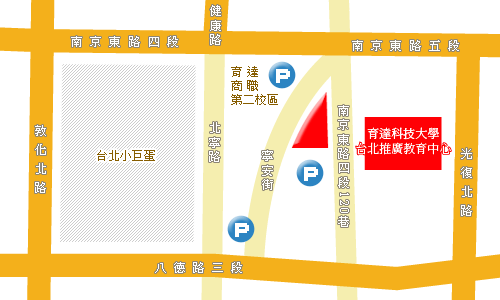 健康路
南京東路四段
南京東路五段
育達
商職
第二校區
P
敦化北路
台北小巨蛋
北寧路
寧安街
南京東路四段120巷
育達科技大學
台北推廣教育中心
光復北路
P
P
八德路三段